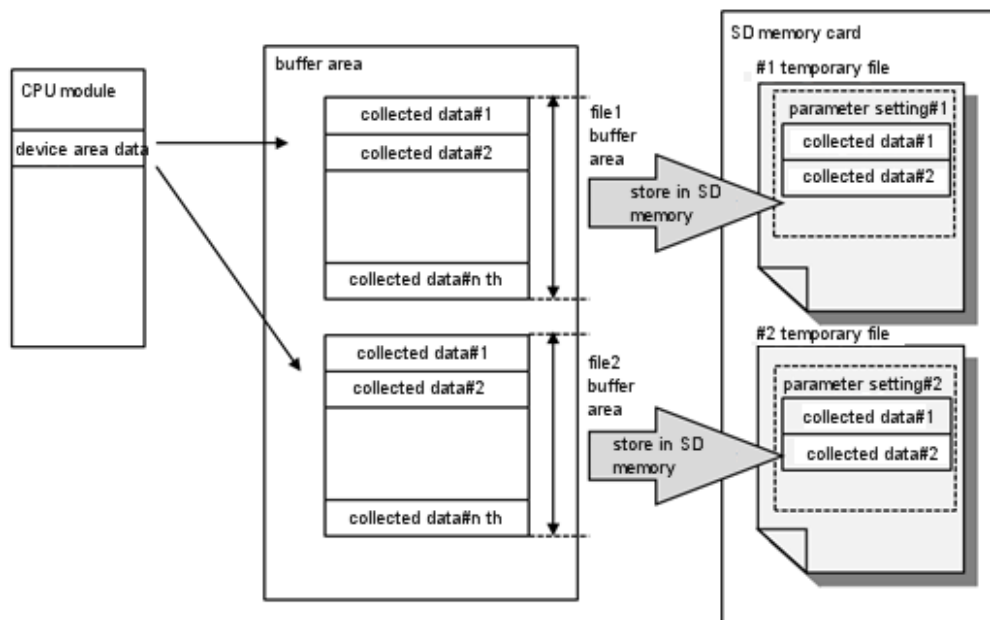 CPU module
device area data
buffer area
collected data#1
collected data#2
collected data#n th
file1
buffer
area
collected data#1
collected data#2
collected data#n th
file2
buffer
area
store in SD
memory
store in SD
memory
SD memory card
#1 temporary file
parameter setting#1
collected data#1
collected data#2
#2 temporary file
parameter setting#2
collected data#1
collected data#2